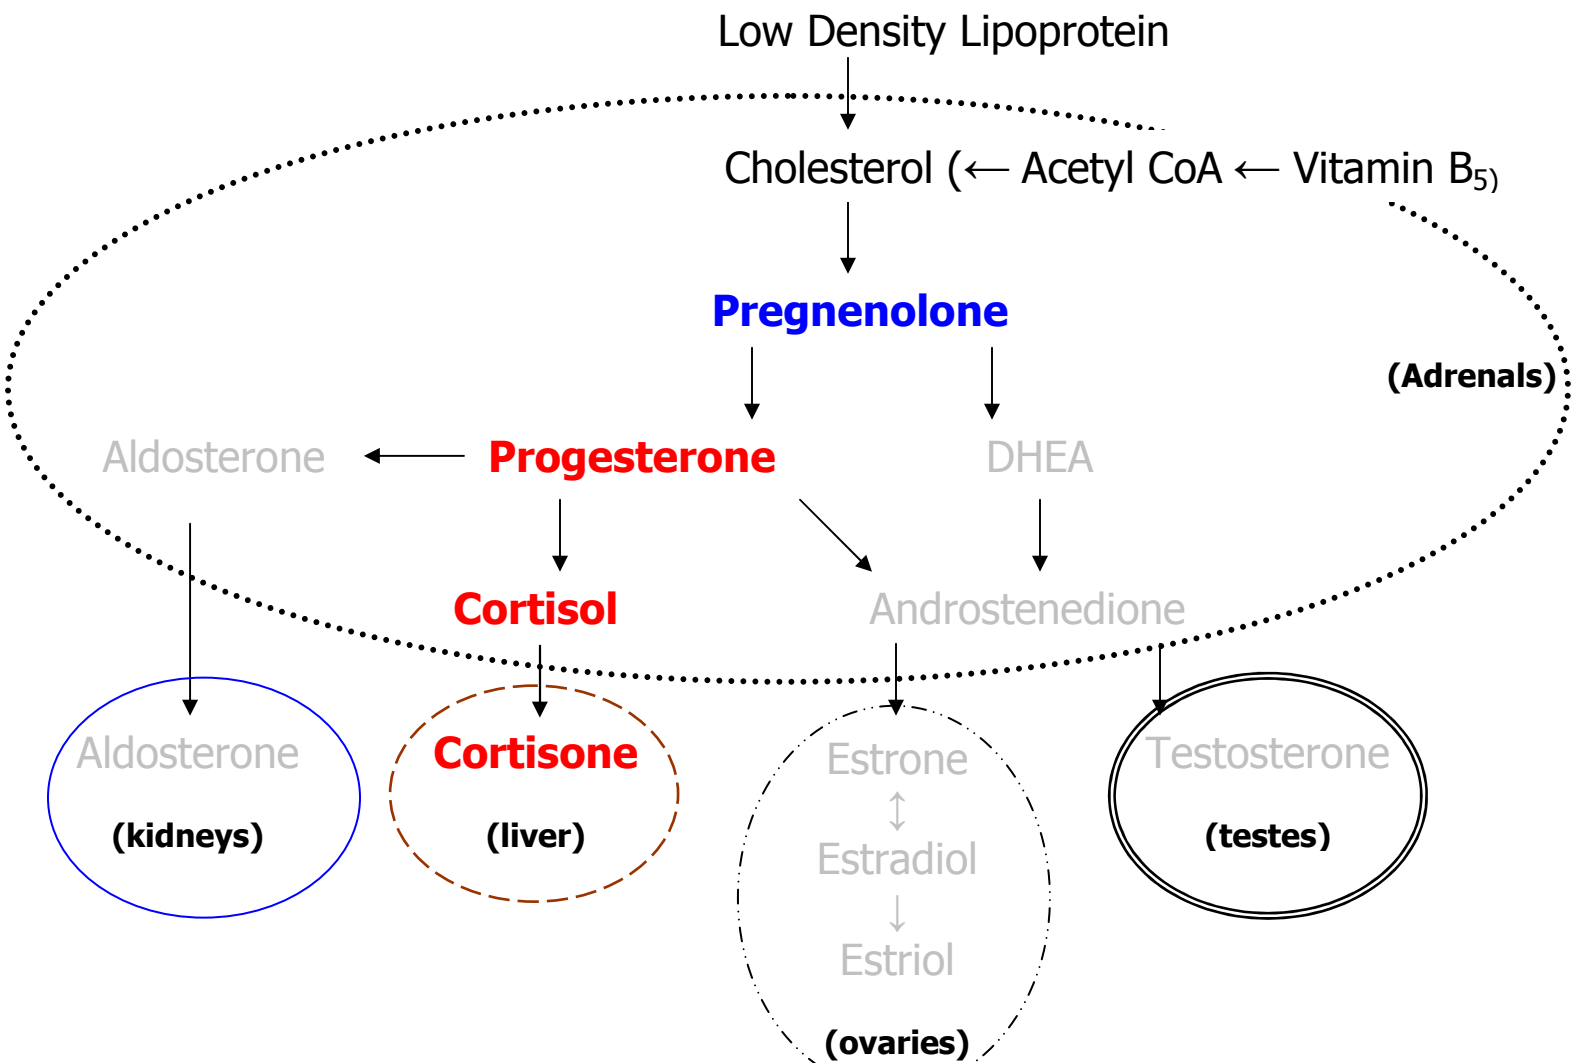 Low Density Lipoprotein
Cholesterol (← Acetyl CoA ← Vitamin B₅₎
Pregnenolone
(Adrenals)
Aldosterone Progesterone DHEA
Cortisol Androstenedione
Aldosterone Cortisone Estrone Testosterone
(kidneys) (liver) (testes)
Estradiol
Estriol
(ovaries)